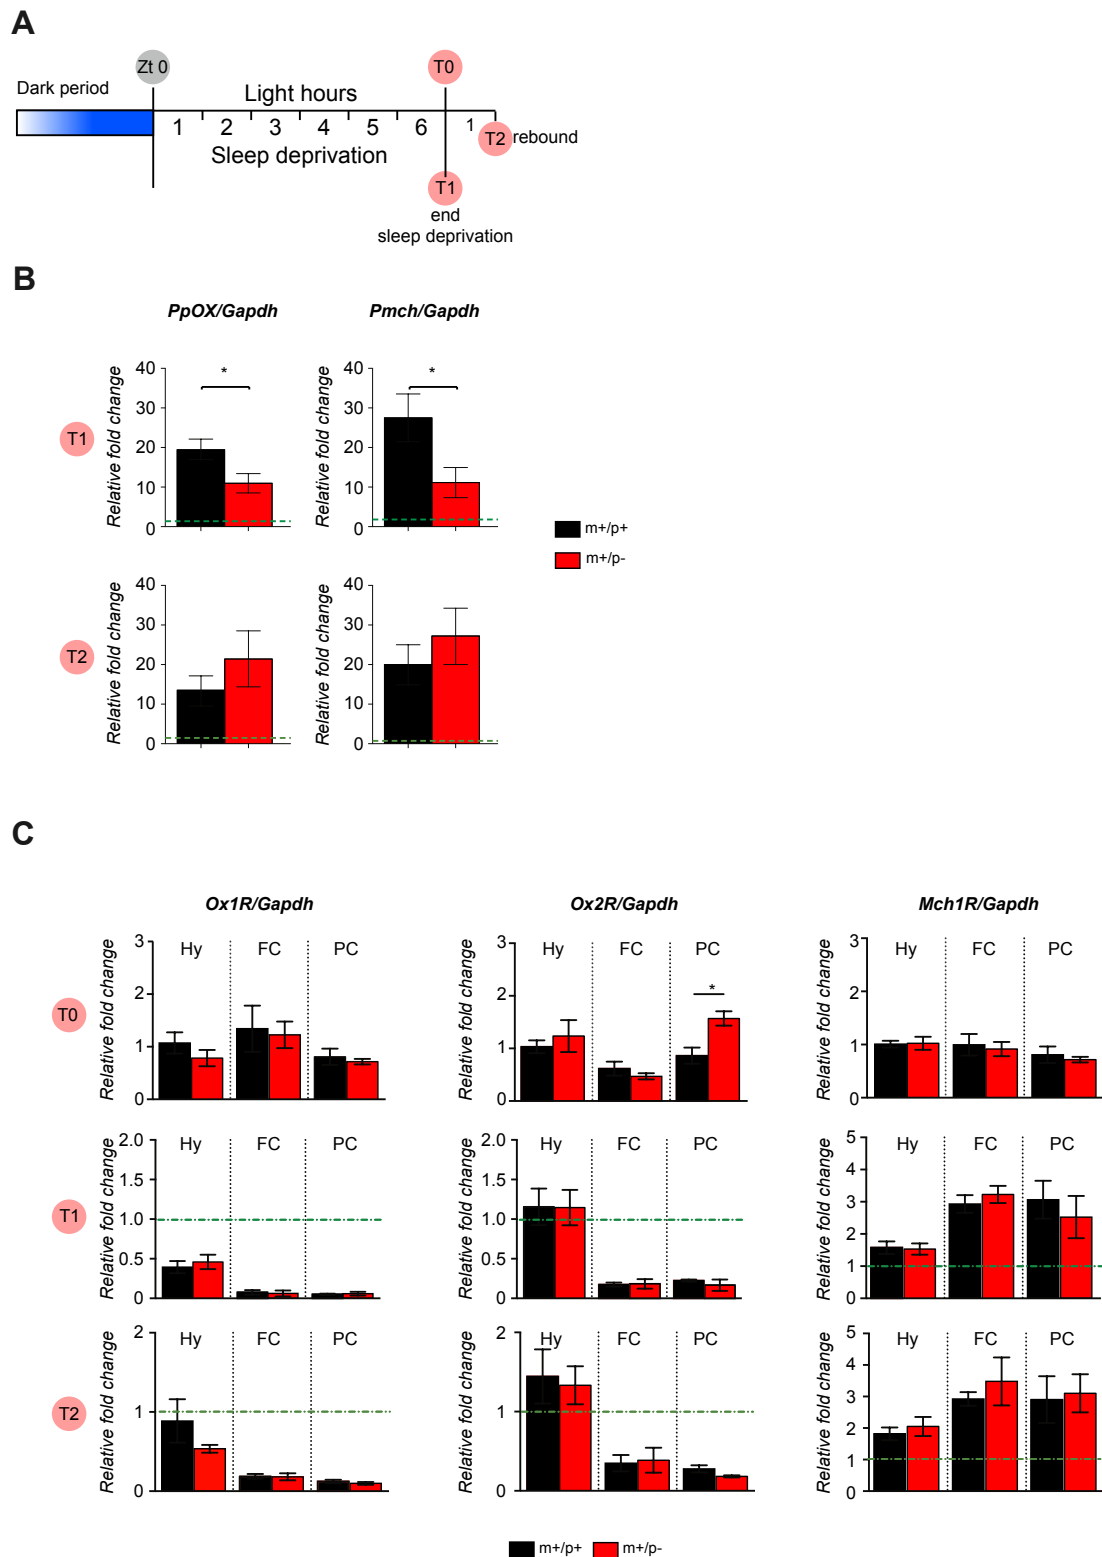 A
Zt 0
T0
Dark period
Light hours
1 2 3 4 5 6 1
T2 rebound
Sleep deprivation
T1
end
sleep deprivation
B
PpOX/Gapdh
Pmch/Gapdh
T1
Relative fold change
40
30
20
10
0
*
Relative fold change
40
30
20
10
0
*
m+/p+
m+/p-
T2
Relative fold change
40
30
20
10
0
Relative fold change
40
30
20
10
0
C
Ox1R/Gapdh
Ox2R/Gapdh
Mch1R/Gapdh
T0
Relative fold change
3
2
1
0
Hy FC PC
Relative fold change
3
2
1
0
Hy FC PC
*
Relative fold change
3
2
1
0
Hy FC PC
T1
Relative fold change
2.0
1.5
1.0
0.5
0
Hy FC PC
Relative fold change
2.0
1.5
1.0
0.5
0
Hy FC PC
Relative fold change
5
4
3
2
1
0
Hy FC PC
T2
Relative fold change
2
1
0
Hy FC PC
Relative fold change
2
1
0
Hy FC PC
Relative fold change
5
4
3
2
1
0
Hy FC PC
m+/p+ m+/p-